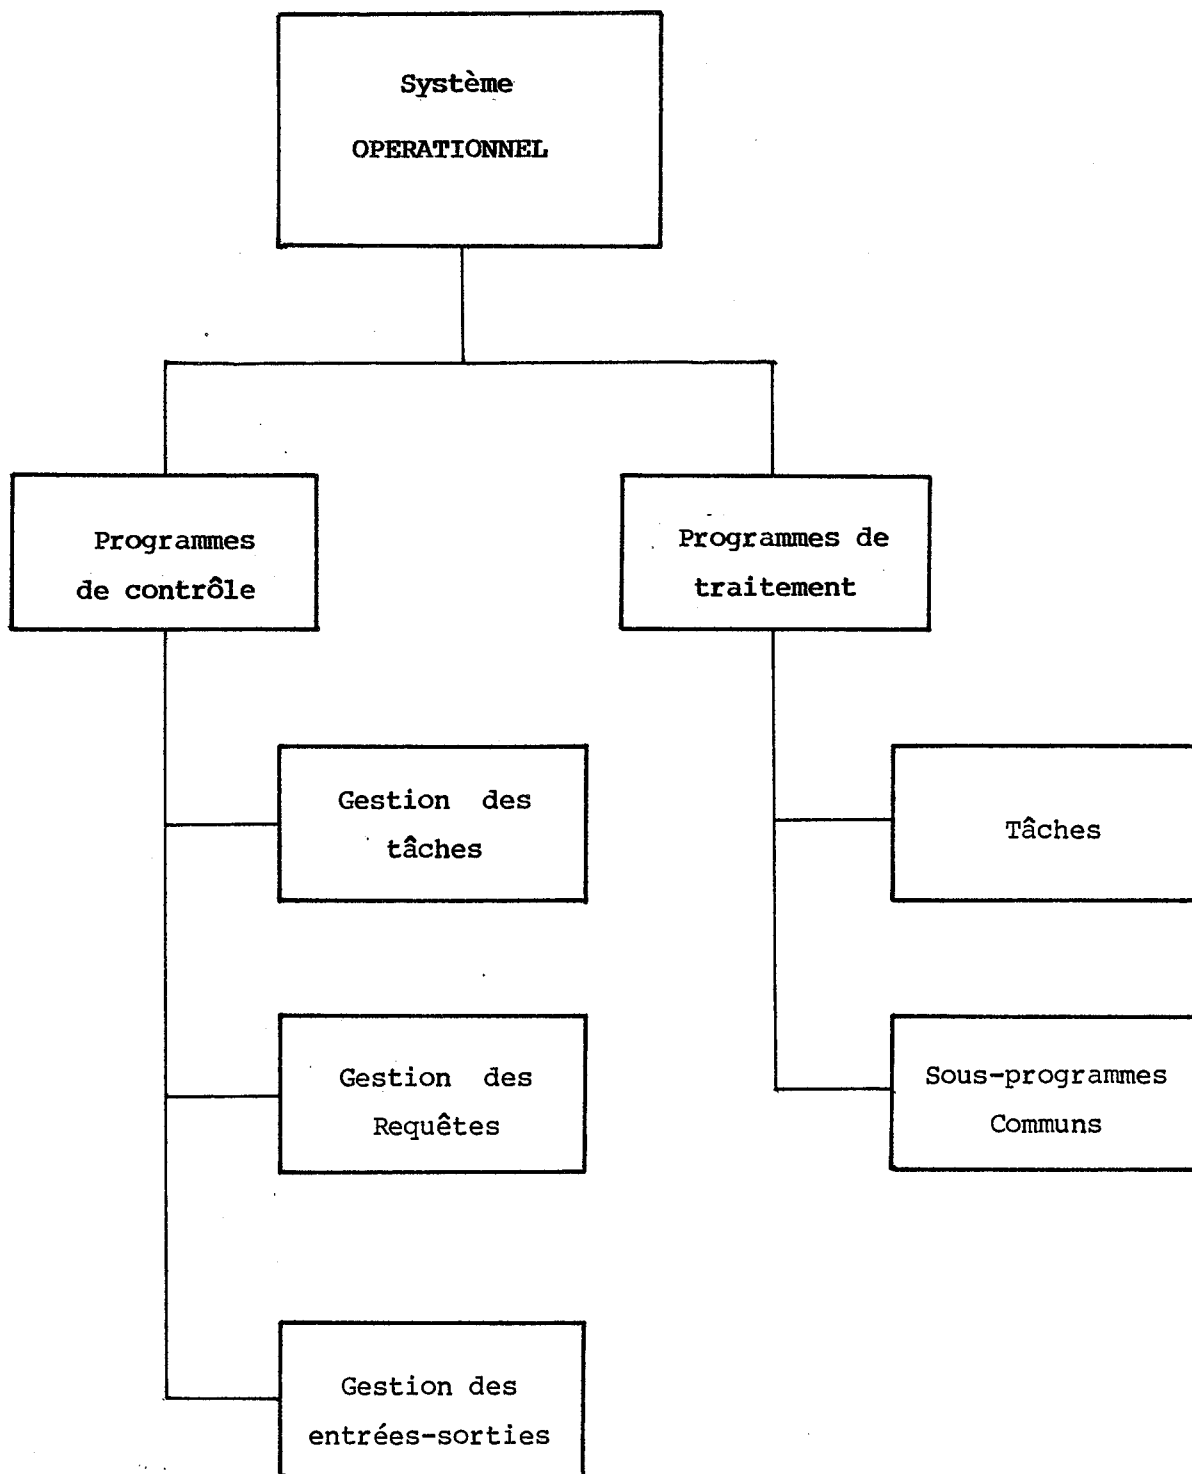 Système
OPERATIONNEL
Programmes
de contrôle
Programmes de
traitement
Gestion des
tâches
Tâches
Gestion des
Requêtes
Sous-programmes
Communs
Gestion des
entrées-sorties